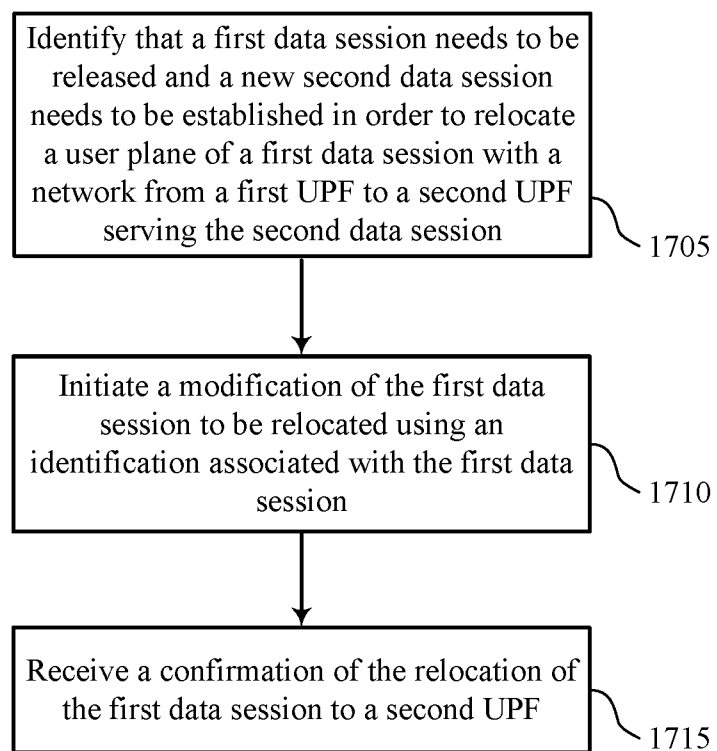 Identify that a first data session needs to be
released and a new second data session
needs to be established in order to relocate
a user plane of a first data session with a
network from a first UPF to a second UPF
serving the second data session
1705
Initiate a modification of the first data
session to be relocated using an
identification associated with the first data
session
1710
Receive a confirmation of the relocation of
the first data session to a second UPF
1715